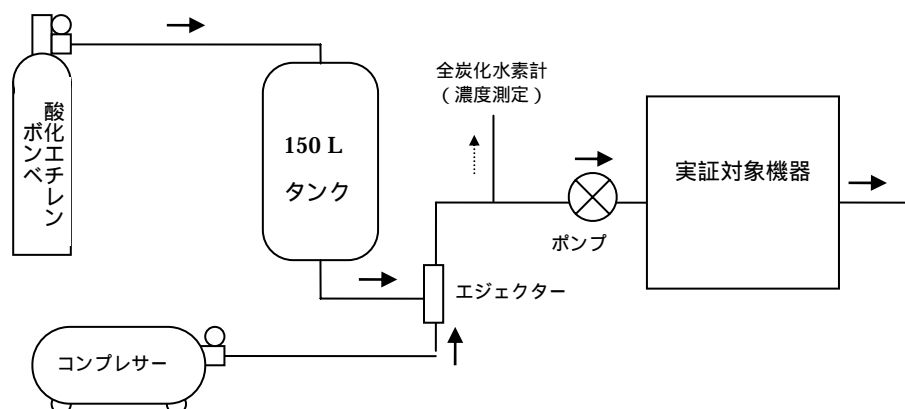 酸化エチレン
ボンベ
150 L
タンク
全炭化水素計
（濃度測定）
実証対象機器
ポンプ
エジェクター
コンプレサー